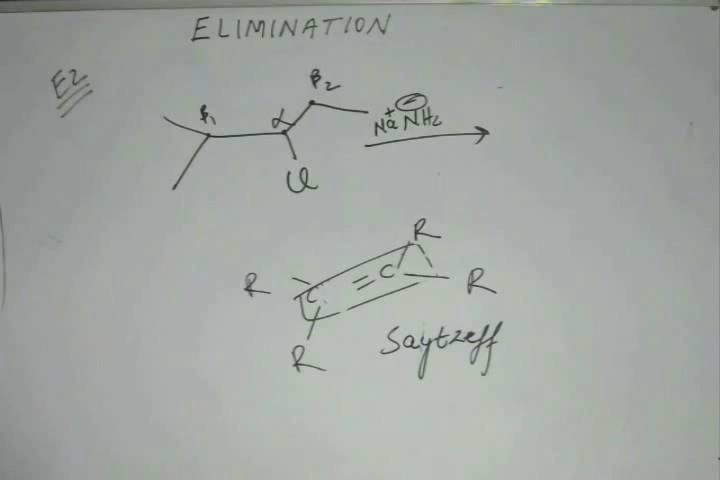 ELIMINATION
E2
β2
β1 α
Cl
Na+ NH2
R
R C = C R
R
Saytzeff